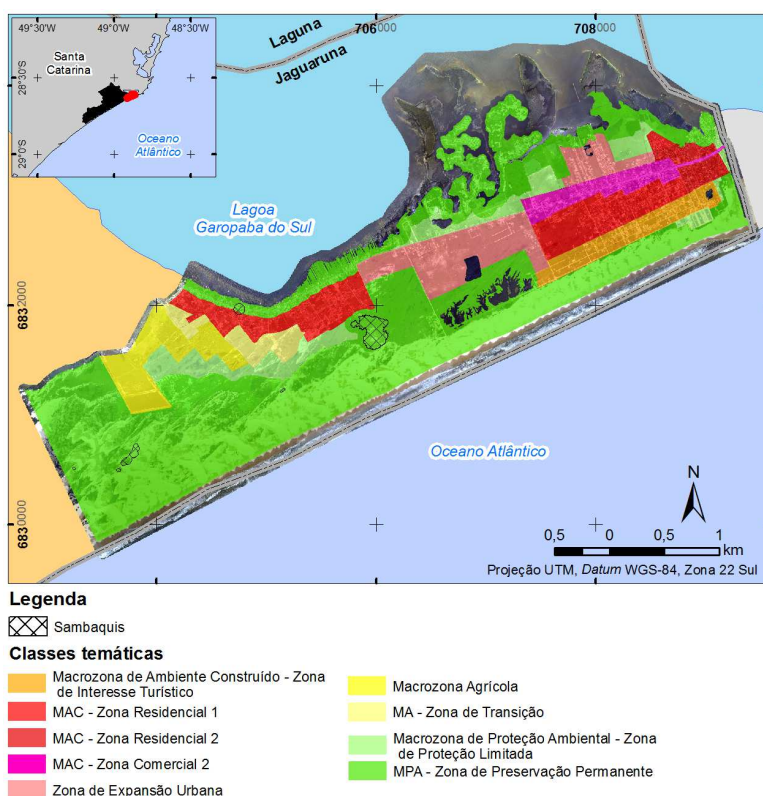 49°30'W 49°0'W 48°30'W
Santa
Catarina
28°30'S
29°0'S
Oceano
Atlântico
706000
708000
Laguna
Jaguaruna
Lagoa
Garopaba do Sul
6832000
6830000
Oceano Atlântico
N
0,5 0 0,5 1
km
Projeção UTM, Datum WGS-84, Zona 22 Sul
Legenda
Sambaquis
Classes temáticas
Macrozona de Ambiente Construído - Zona
de Interesse Turístico
MAC - Zona Residencial 1
MAC - Zona Residencial 2
MAC - Zona Comercial 2
Zona de Expansão Urbana
Macrozona Agrícola
MA - Zona de Transição
Macrozona de Proteção Ambiental - Zona
de Proteção Limitada
MPA - Zona de Preservação Permanente